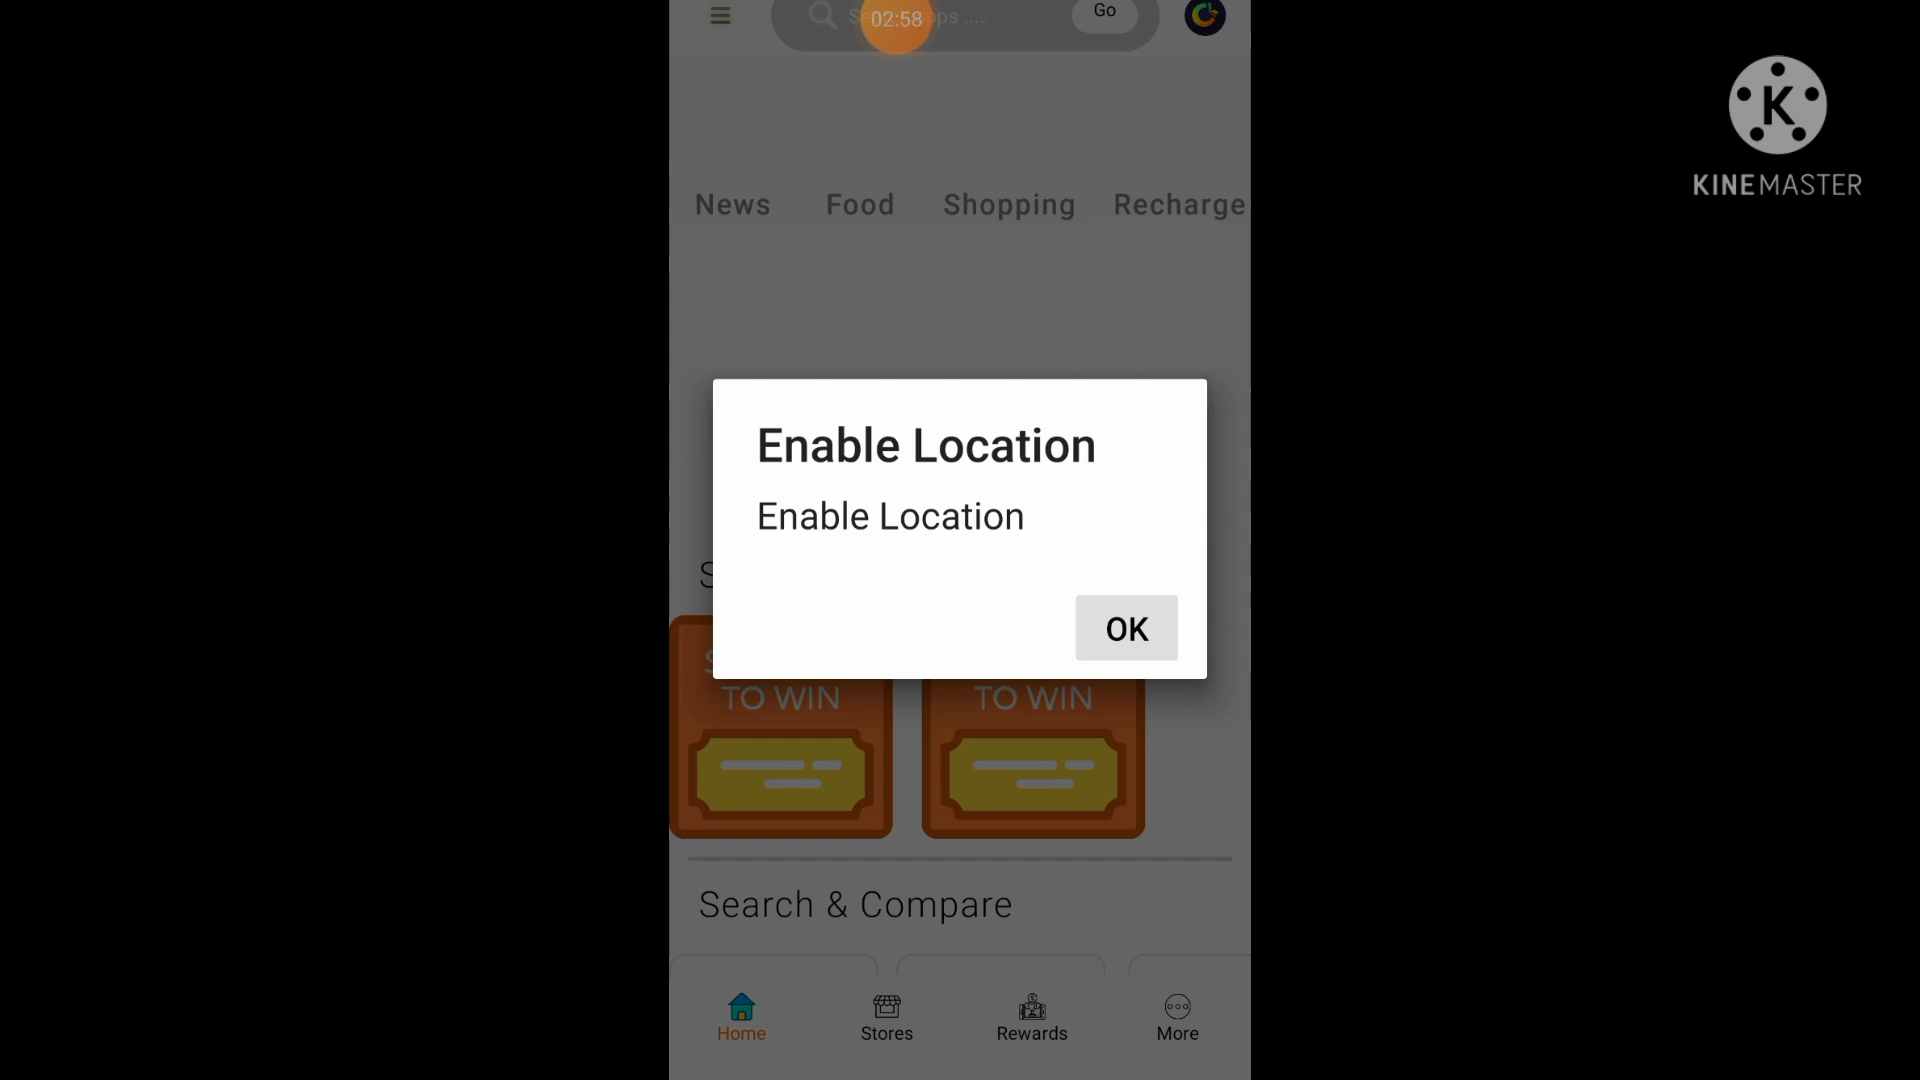 02:58
Go
K
KINEMASTER
News Food Shopping Recharge
Enable Location
Enable Location
OK
TO WIN TO WIN
Search & Compare
Home Stores Rewards More